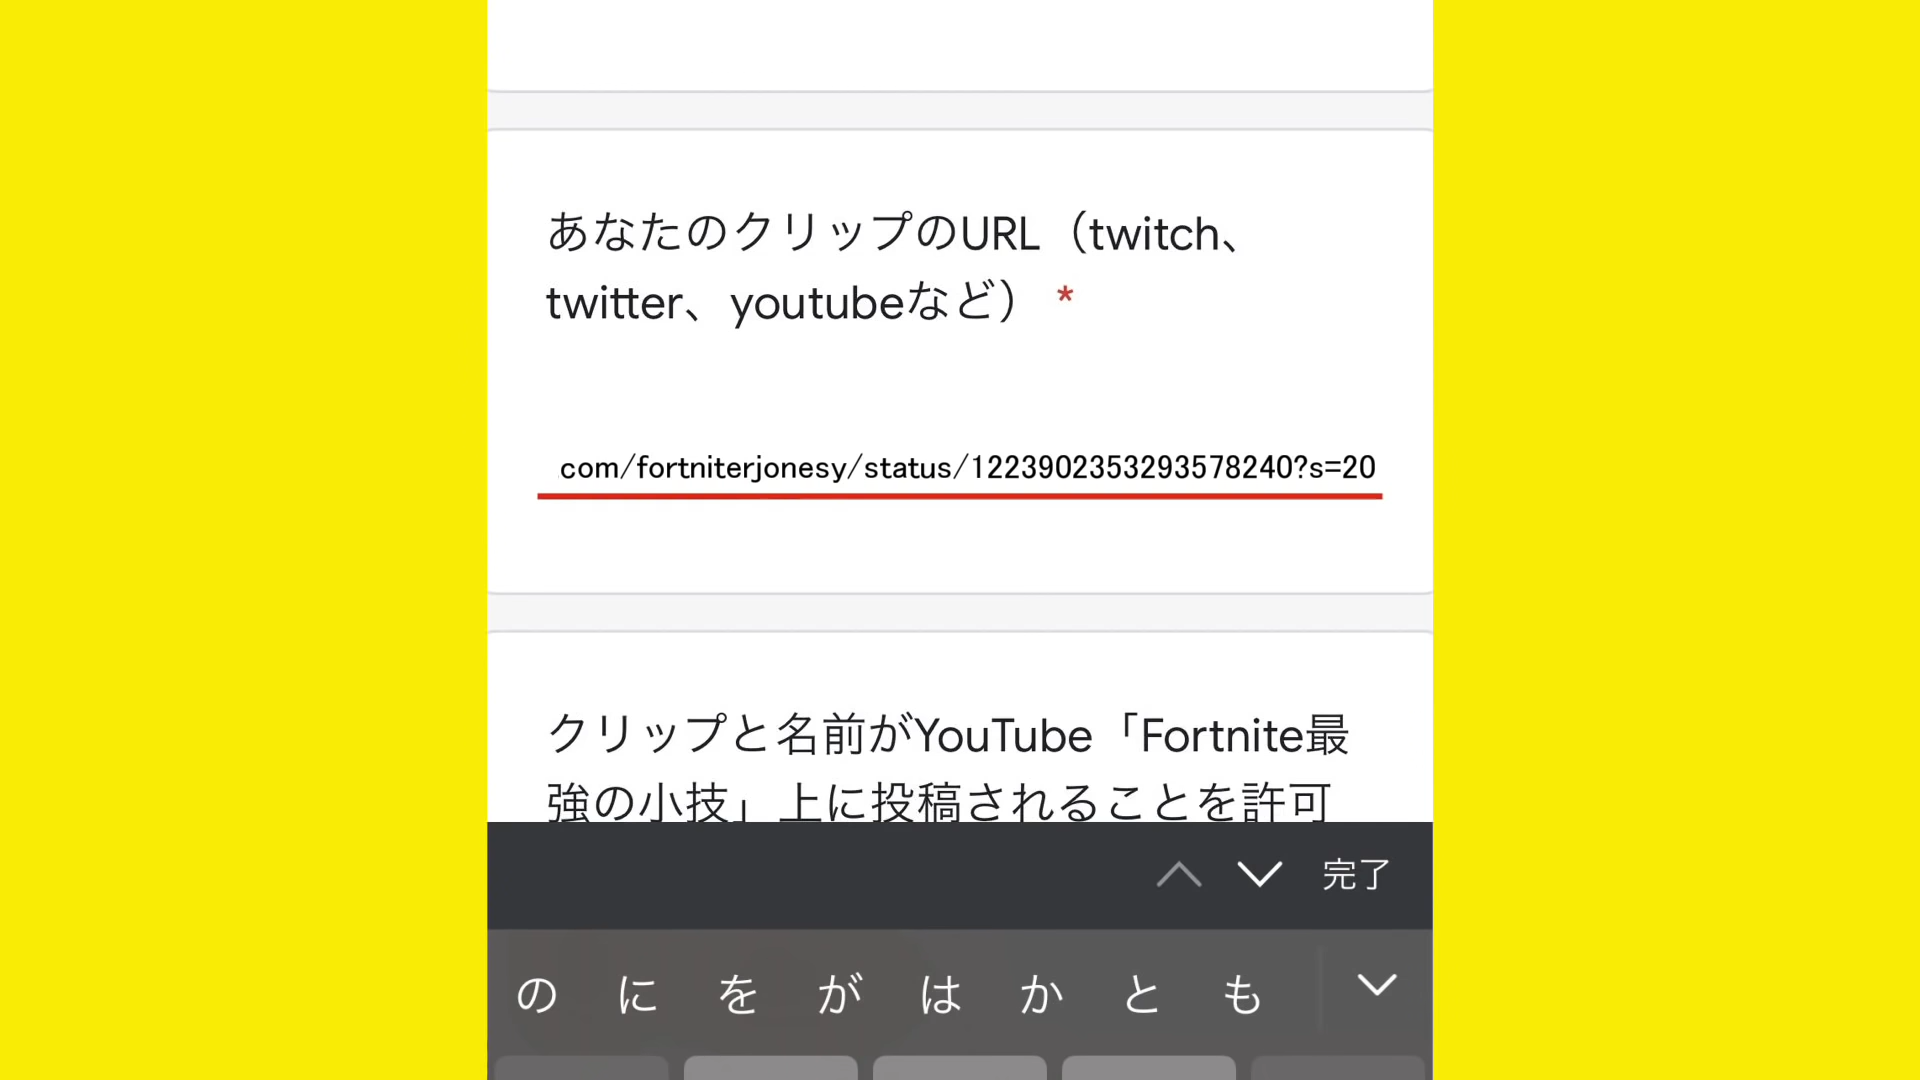 あなたのクリップのURL（twitch、
twitter、youtubeなど） *
com/fortniterjonesy/status/1223902353293578240?s=20
クリップと名前がYouTube「Fortnite最
強の小技」上に投稿されることを許可
完了
の に を が は か と も